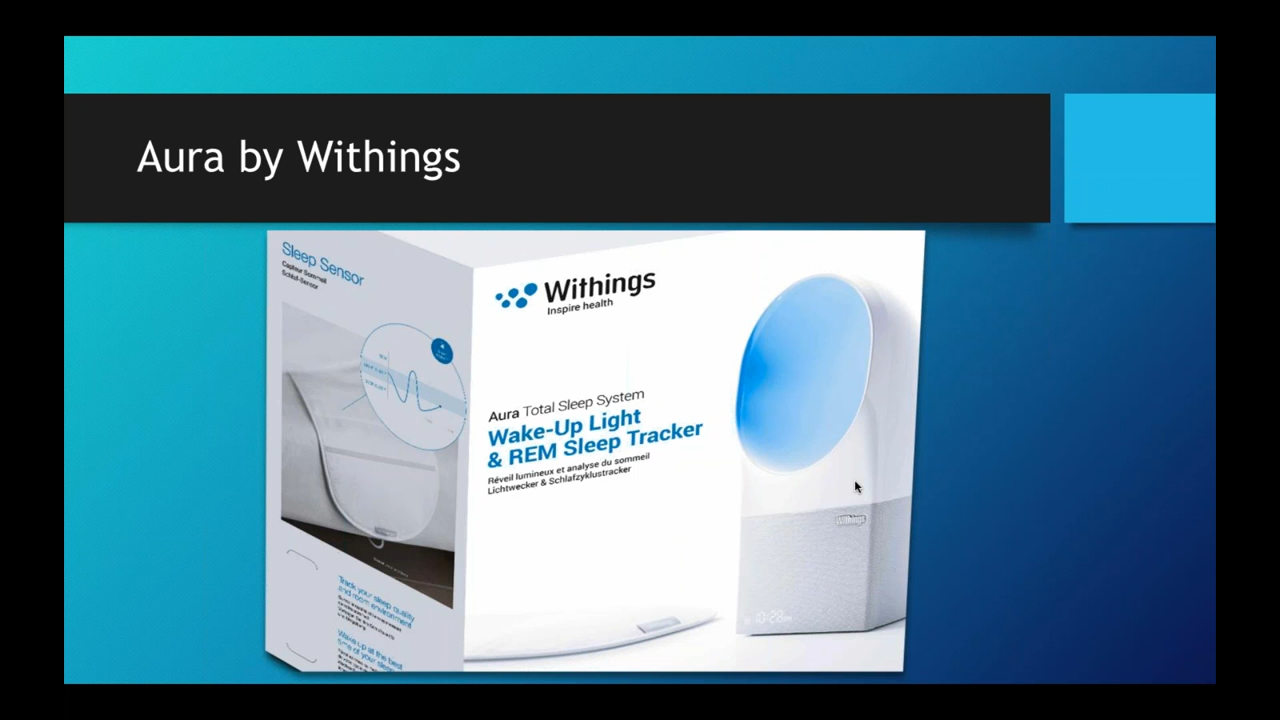 Aura by Withings
Sleep Sensor
Capteur Sommeil
Schlaf-Sensor
Withings
Inspire health
Aura Total Sleep System
Wake-Up Light
& REM Sleep Tracker
Réveil lumineux et analyse du sommeil
Lichtwecker & Schlafzyklustracker
Withings
10:28
Track your sleep quality
and room environment
Wake-up at the best
time of your sleep